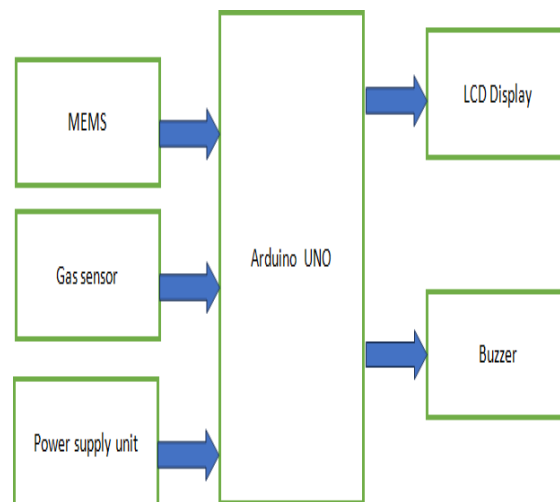 MEMS
Gas sensor
Power supply unit
Arduino UNO
LCD Display
Buzzer